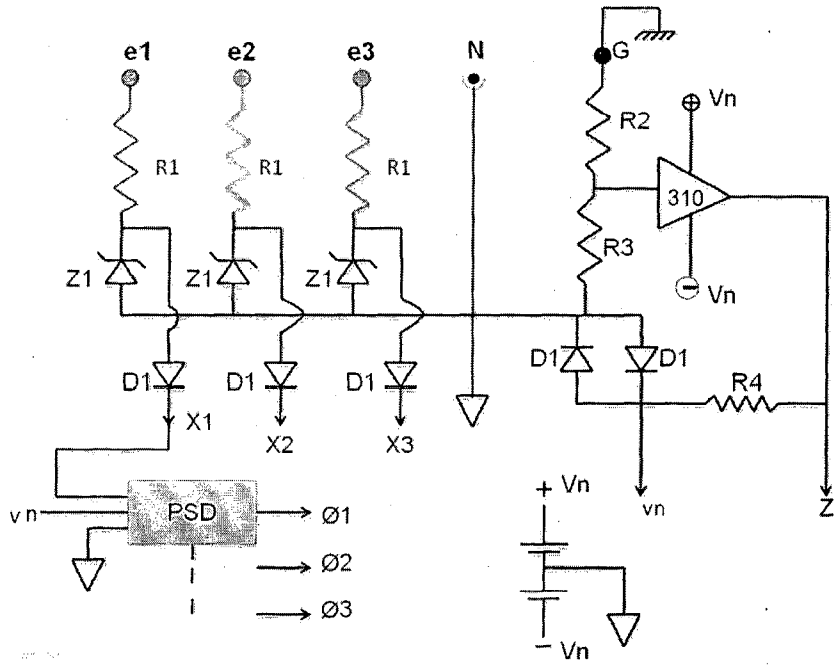 e1 e2 e3 N G
Vn
R2
R1 R1 R1
310
R3
Z1 Z1 Z1
Vn
D1 D1 D1 D1 D1
R4
X1 X2 X3
+ Vn
vn Z
vn PSD Ø1
Ø2
Ø3
− Vn